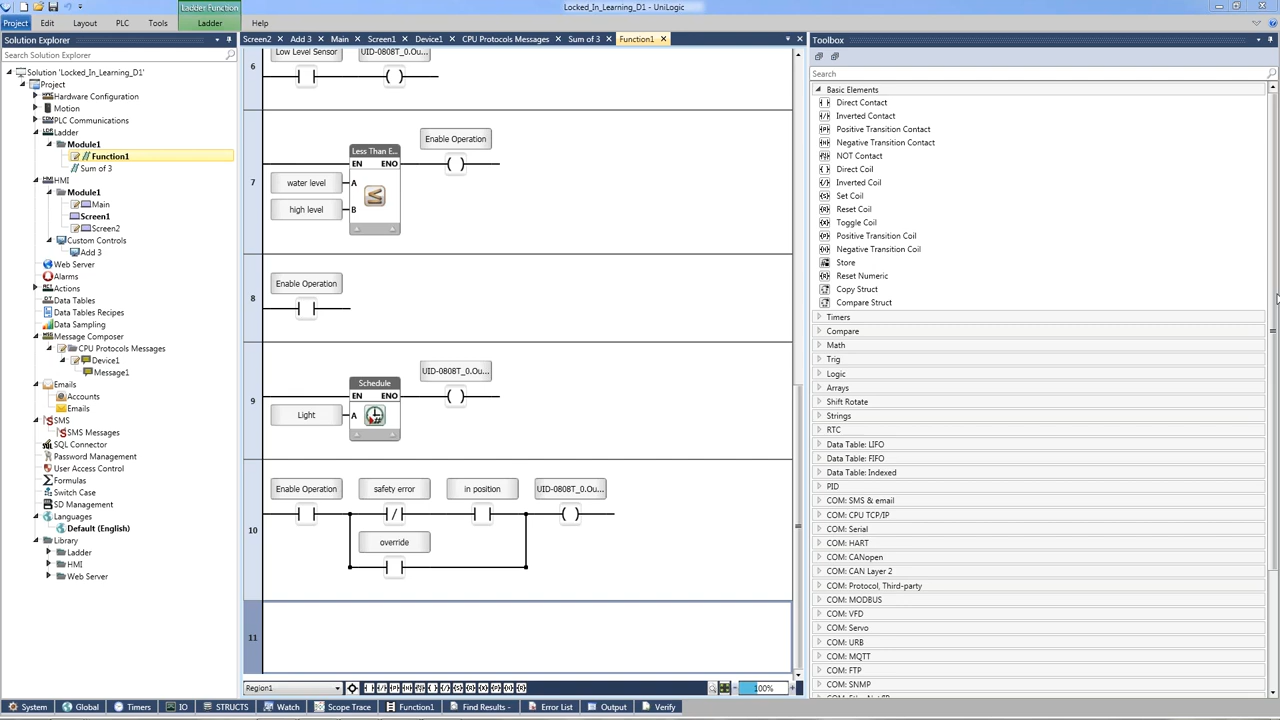 Ladder Function
Locked_In_Learning_D1 - UniLogic
Project
Edit
Layout
PLC
Tools
Ladder
Help
Solution Explorer
Search Solution Explorer
Solution 'Locked_In_Learning_D1'
Project
Hardware Configuration
Motion
PLC Communications
Ladder
Module1
Function1
Sum of 3
HMI
Module1
Main
Screen1
Screen2
Custom Controls
Add 3
Web Server
Alarms
Actions
Data Tables
Data Tables Recipes
Data Sampling
Message Composer
CPU Protocols Messages
Device1
Message1
Emails
Accounts
Emails
SMS
SMS Messages
SQL Connector
Password Management
User Access Control
Formulas
Switch Case
SD Management
Languages
Default (English)
Library
Ladder
HMI
Web Server
Screen2
Add 3
Main
Screen1
Device1
CPU Protocols Messages
Sum of 3
Function1
6
Low Level Sensor
UID-0808T_0.Ou...
7
Less Than E...
EN ENO
Enable Operation
water level
A
high level
B
8
Enable Operation
9
Schedule
EN ENO
UID-0808T_0.Ou...
Light
A
10
Enable Operation
safety error
in position
UID-0808T_0.Ou...
override
11
Region1
100%
Toolbox
Search
Basic Elements
Direct Contact
Inverted Contact
Positive Transition Contact
Negative Transition Contact
NOT Contact
Direct Coil
Inverted Coil
Set Coil
Reset Coil
Toggle Coil
Positive Transition Coil
Negative Transition Coil
Store
Reset Numeric
Copy Struct
Compare Struct
Timers
Compare
Math
Trig
Logic
Arrays
Shift Rotate
Strings
RTC
Data Table: LIFO
Data Table: FIFO
Data Table: Indexed
PID
COM: SMS & email
COM: CPU TCP/IP
COM: Serial
COM: HART
COM: CANopen
COM: CAN Layer 2
COM: Protocol, Third-party
COM: MODBUS
COM: VFD
COM: Servo
COM: URB
COM: MQTT
COM: FTP
COM: SNMP
System
Global
Timers
IO
STRUCTS
Watch
Scope Trace
Function1
Find Results -
Error List
Output
Verify